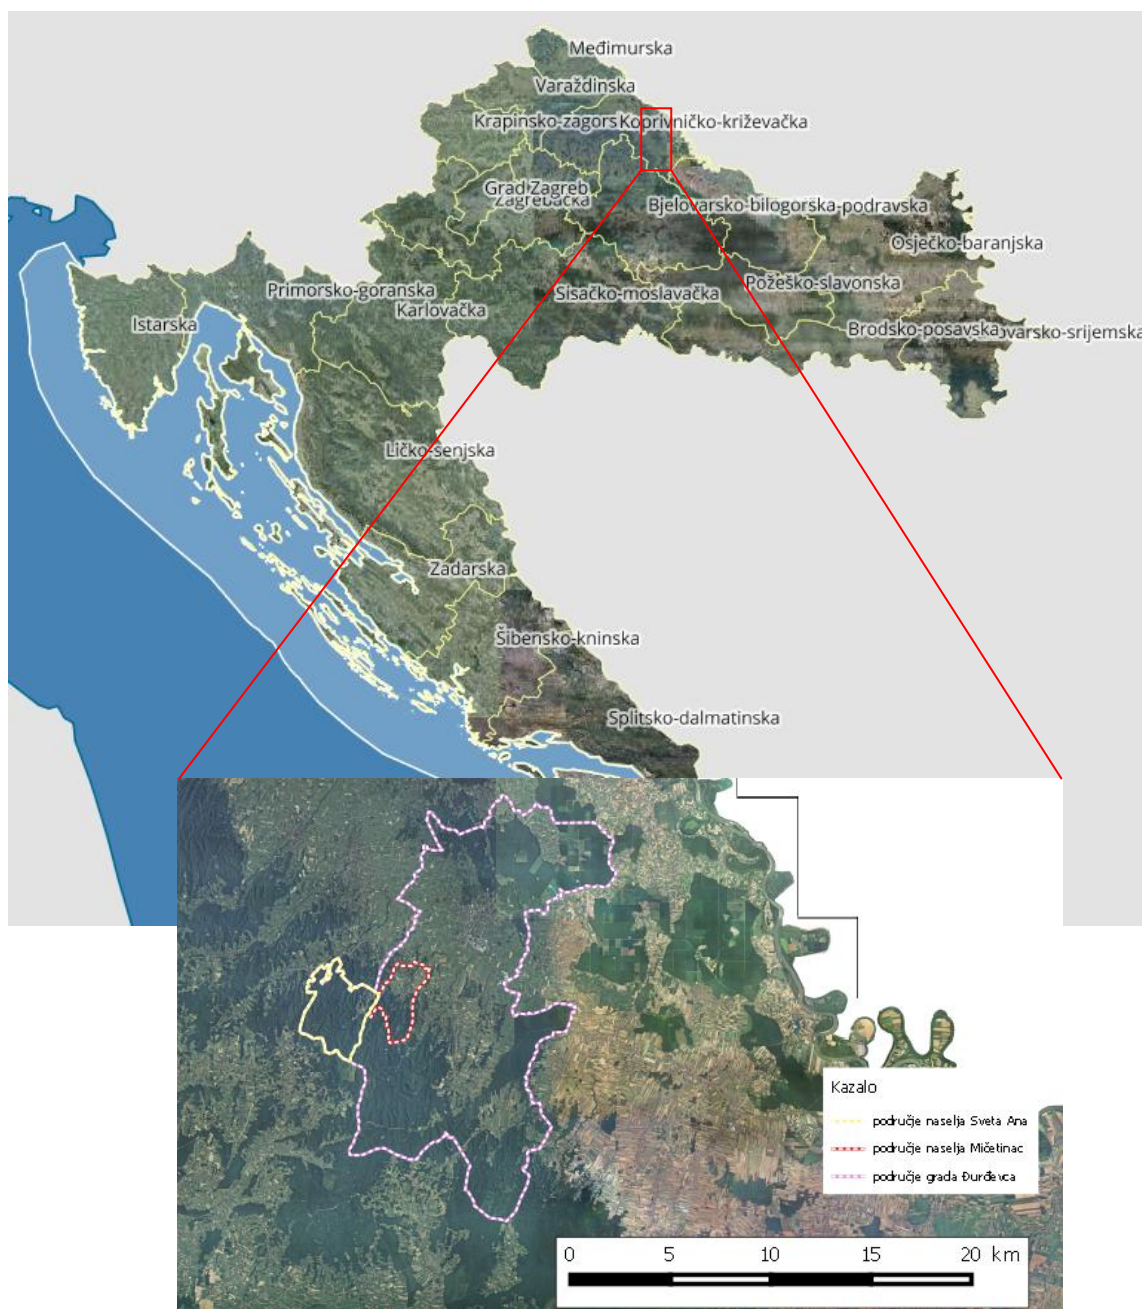 Međimurska
Varaždinska
Krapinsko-zagors
Koprivničko-križevačka
Grad Zagreb
Zagrebačka
Bjelovarsko-bilogorska-podravska
Osječko-baranjska
Primorsko-goranska
Sisačko-moslavačka
Požeško-slavonska
Karlovačka
Istarska
Brodsko-posavska
ovarsko-srijemska
Ličko-senjska
Zadarska
Šibensko-kninska
Splitsko-dalmatinska
Kazalo
područje naselja Sveta Ana
područje naselja Mičetinac
područje grada Đurđevca
0 5 10 15 20 km